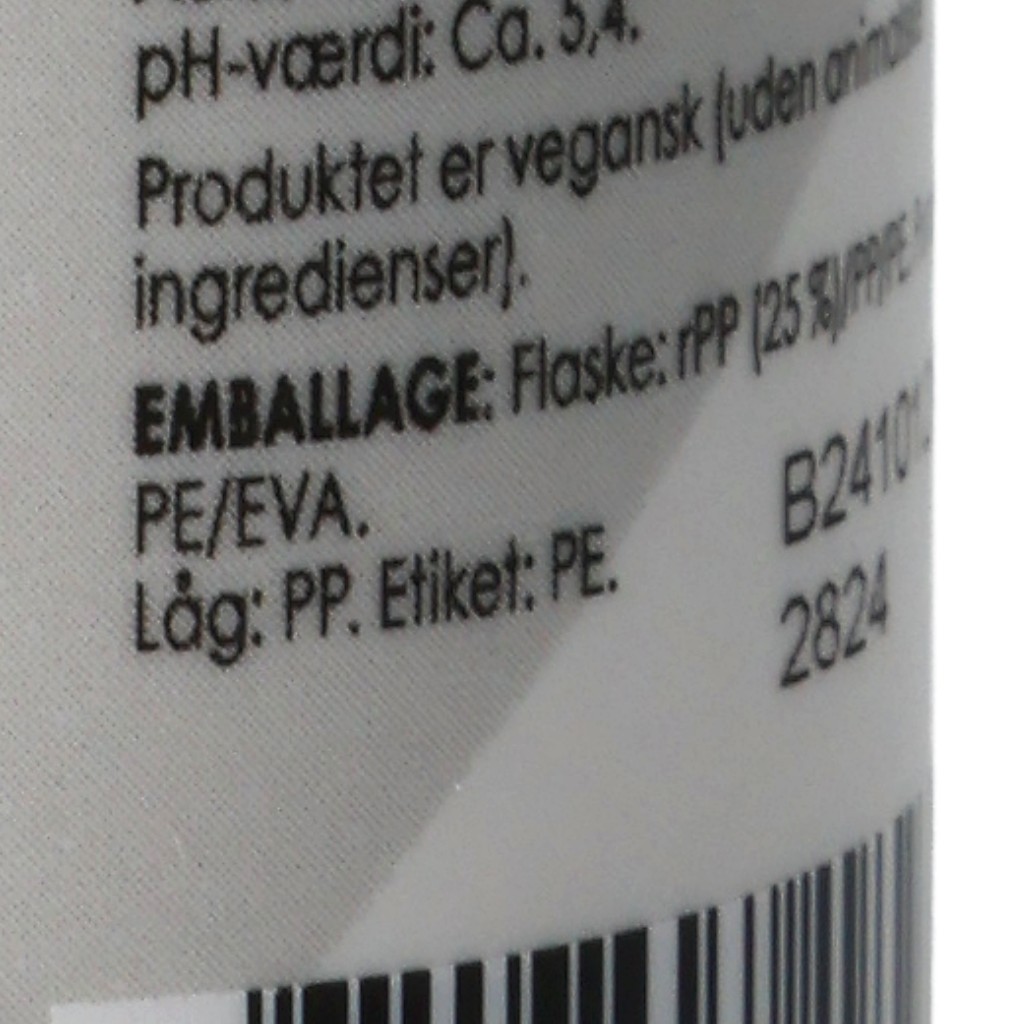 pH-værdi: Ca. 5,4.
Produktet er vegansk (uden
ingredienser).
EMBALLAGE: Flaske: rPP (25 %)/PP/PE
PE/EVA.
Låg: PP. Etiket: PE.
2824